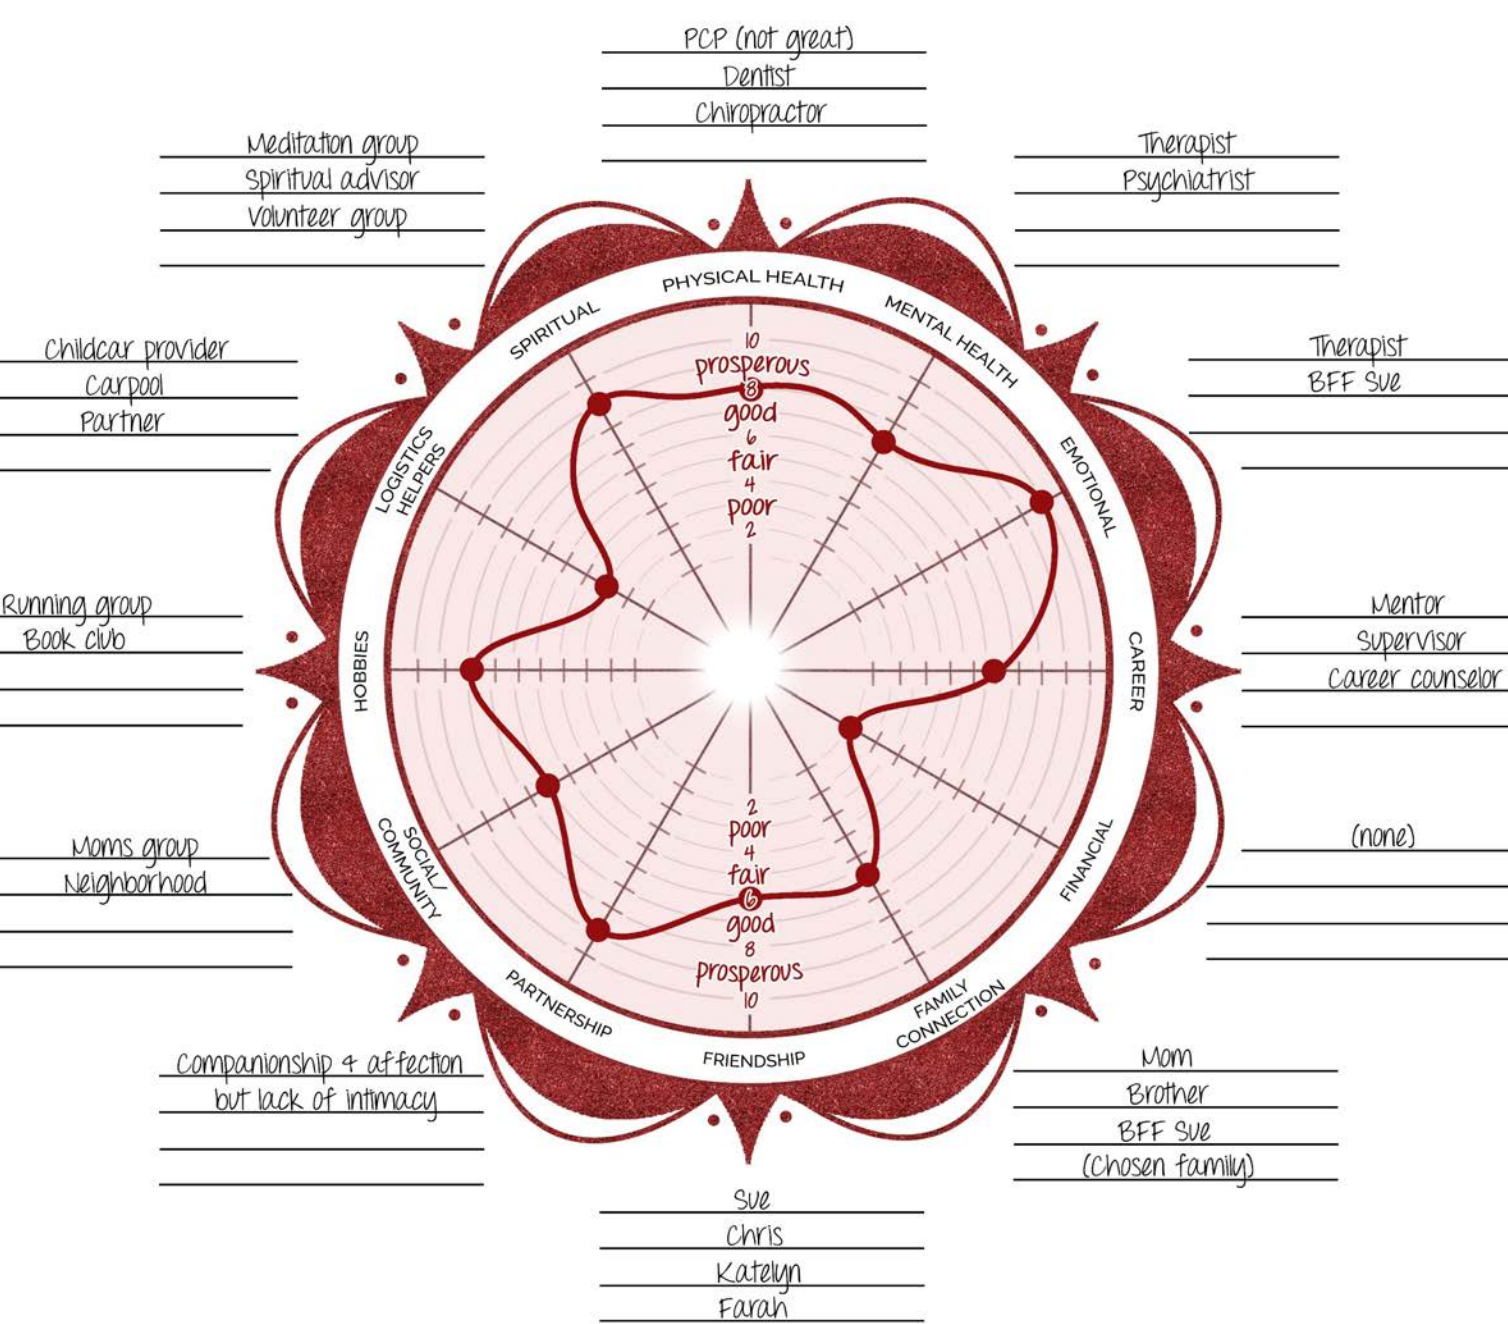 PCP (not great)
Dentist
Chiropractor
Meditation group
Spiritual advisor
Volunteer group
Therapist
Psychiatrist
Childcar provider
Carpool
Partner
Therapist
BFF Sue
Running group
Book club
Mentor
Supervisor
Career counselor
Moms group
Neighborhood
(none)
Companionship & affection
but lack of intimacy
Mom
Brother
BFF Sue
(Chosen family)
Sue
Chris
Katelyn
Farah
PHYSICAL HEALTH
MENTAL HEALTH
EMOTIONAL
CAREER
FINANCIAL
FAMILY
CONNECTION
FRIENDSHIP
PARTNERSHIP
SOCIAL/
COMMUNITY
HOBBIES
LOGISTICS
HELPERS
SPIRITUAL
10
prosperous
8
good
6
fair
4
poor
2
2
poor
4
fair
6
good
8
prosperous
10